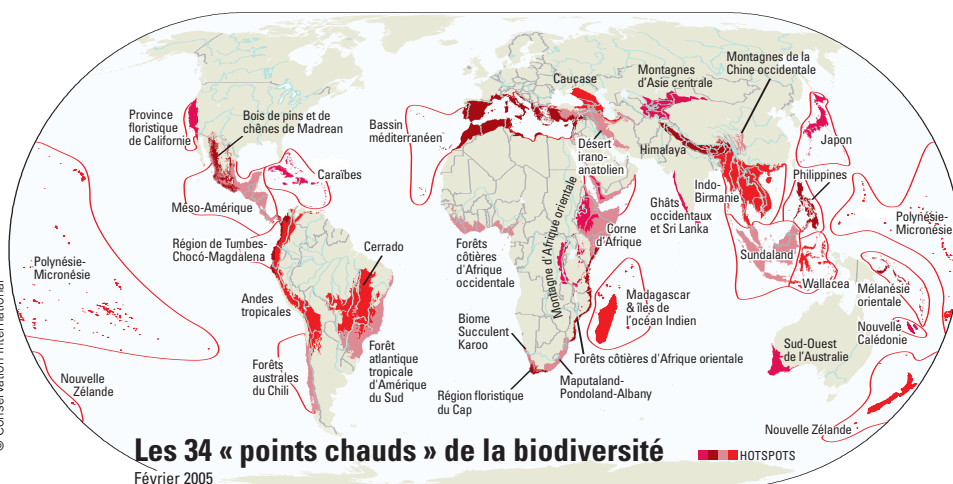 Montagnes de la
Chine occidentale
Montagnes
d'Asie centrale
Caucase
Province
floristique
de Californie
Bois de pins et de
chênes de Madrean
Bassin
méditerranéen
Désert
irano-
anatolien
Himalaya
Japon
Philippines
Caraïbes
Méso-Amérique
Indo-
Birmanie
Ghâts
occidentaux
et Sri Lanka
Polynésie-
Micronésie
Région de Tumbes-
Chocó-Magdalena
Cerrado
Forêts
côtières
d'Afrique
occidentale
Montagne d'Afrique orientale
Corne
d'Afrique
Sundaland
Wallacea
Mélanésie
orientale
Polynésie-
Micronésie
Andes
tropicales
Madagascar
& îles de
l'océan Indien
Biome
Succulent
Karoo
Forêts côtières d'Afrique orientale
Sud-Ouest
de l'Australie
Nouvelle
Calédonie
Nouvelle
Zélande
Forêts
australes
du Chili
Forêt
atlantique
tropicale
d'Amérique
du Sud
Région floristique
du Cap
Maputaland-
Pondoland-Albany
Nouvelle Zélande
Les 34 « points chauds » de la biodiversité
HOTSPOTS
Février 2005
© Conservation International